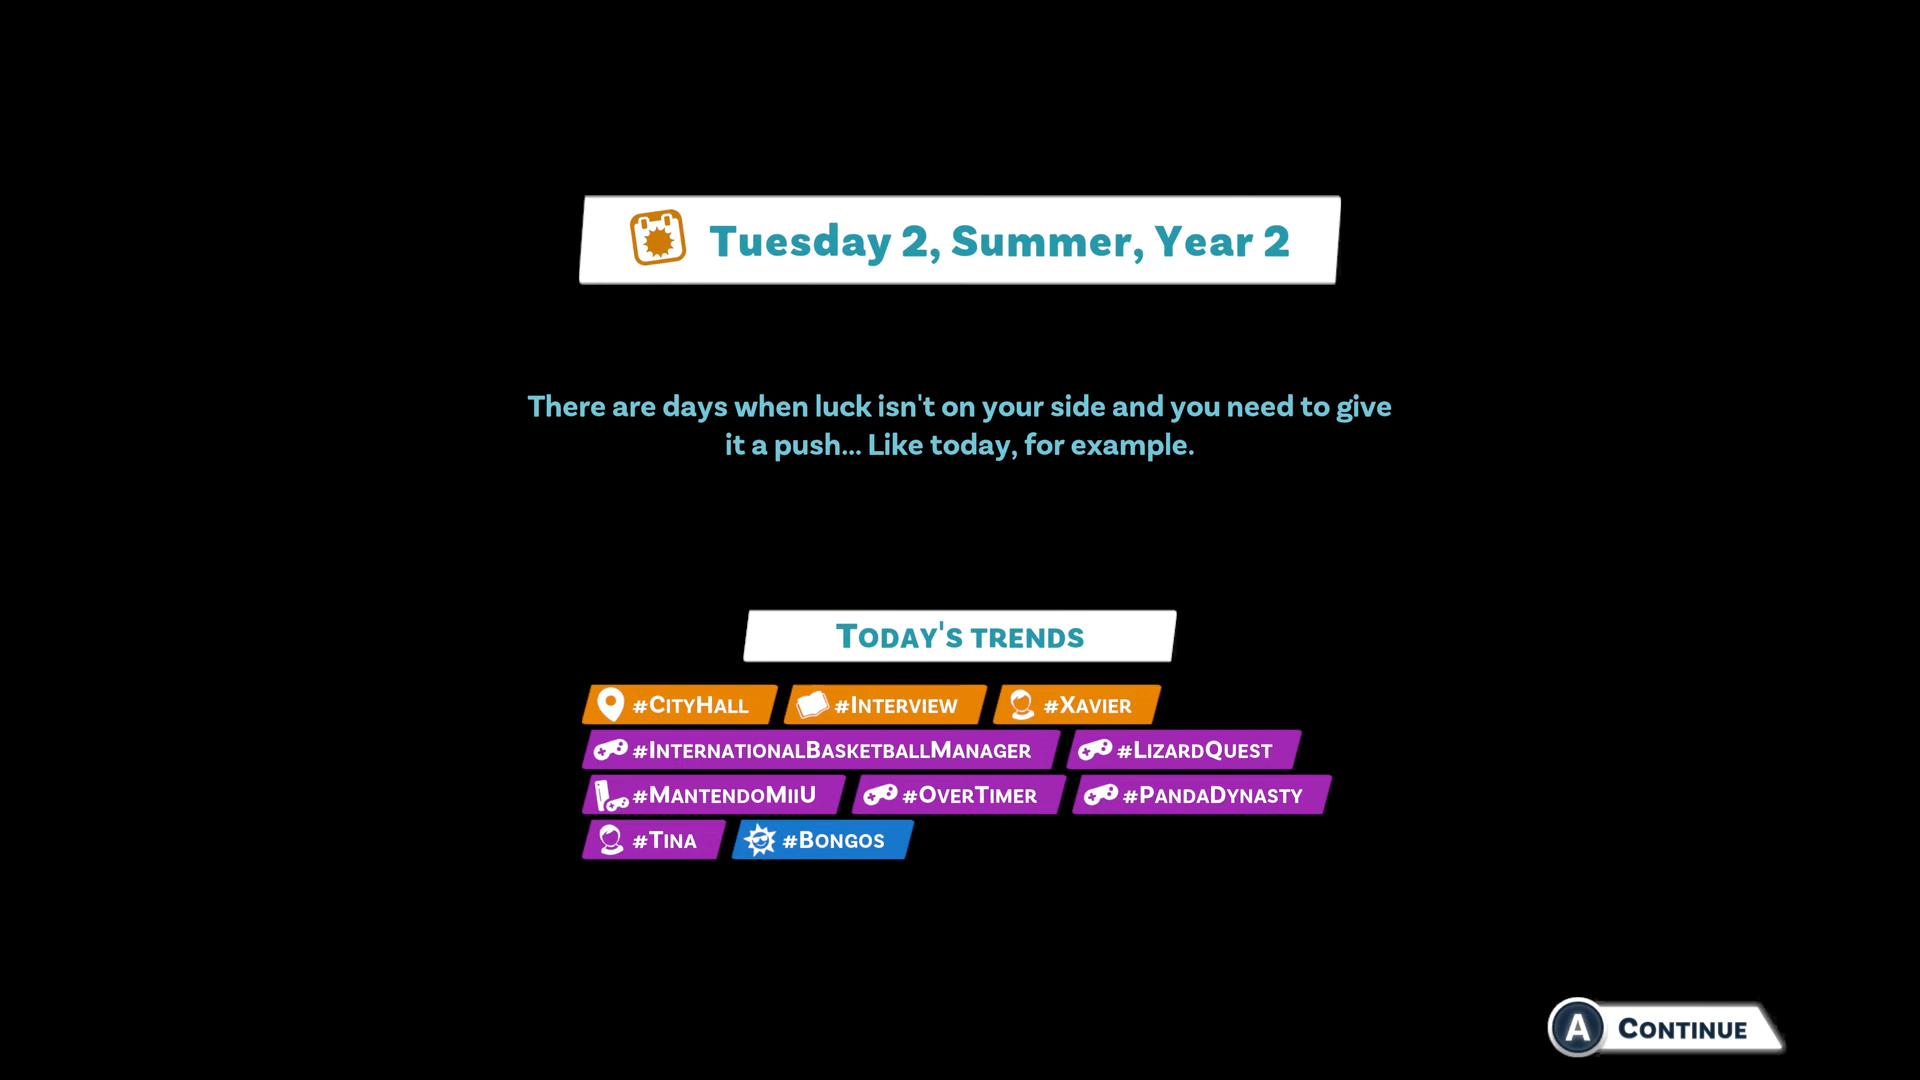 Tuesday 2, Summer, Year 2
There are days when luck isn't on your side and you need to give
it a push... Like today, for example.
Today's trends
#CityHall #Interview #Xavier
#InternationalBasketballManager #LizardQuest
#MantendoMiiU #OverTimer #PandaDynasty
#Tina #Bongos
A Continue